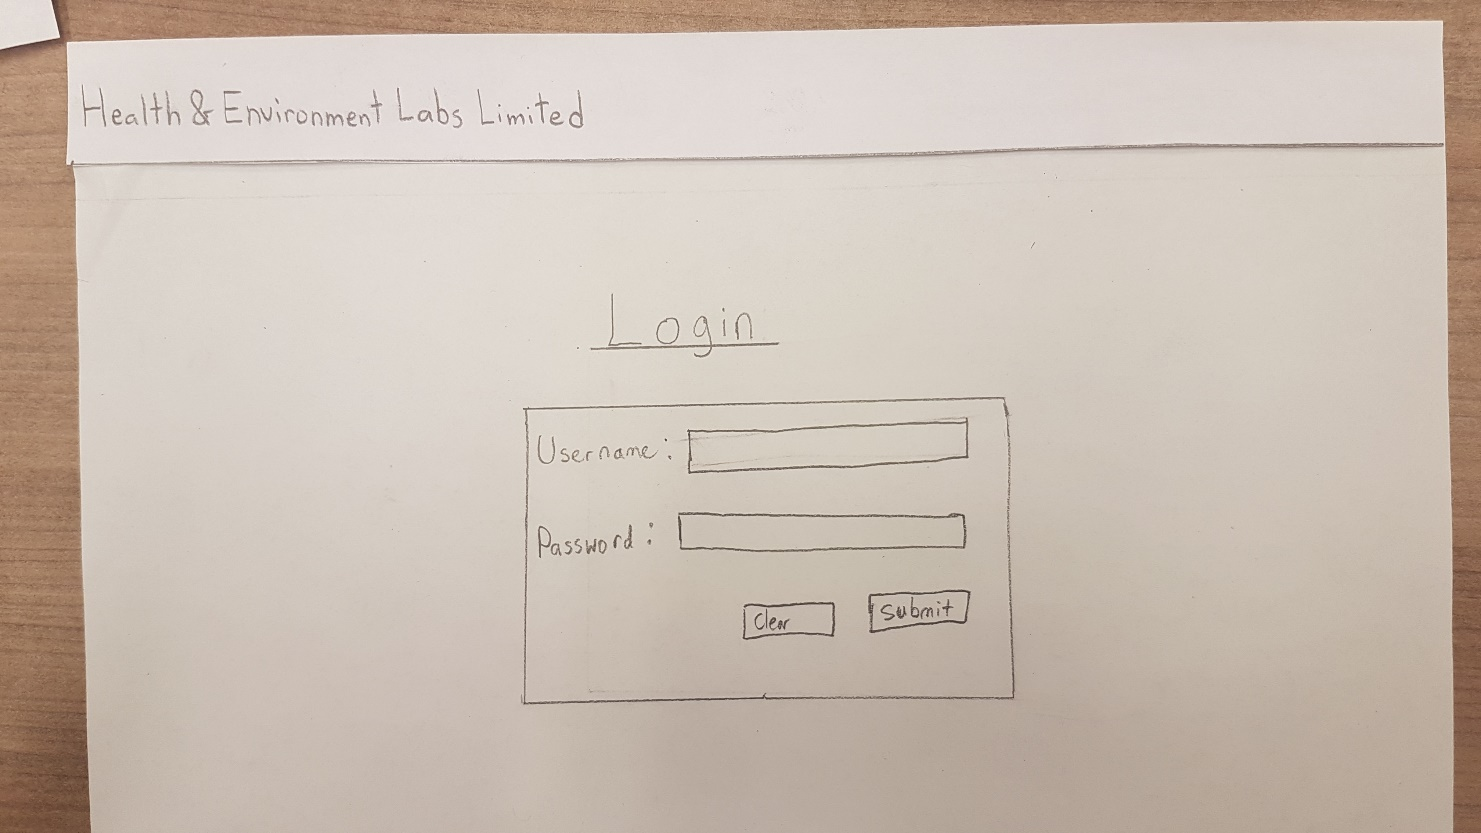 Health & Environment Labs Limited
Login
Username:
Password:
Clear
Submit